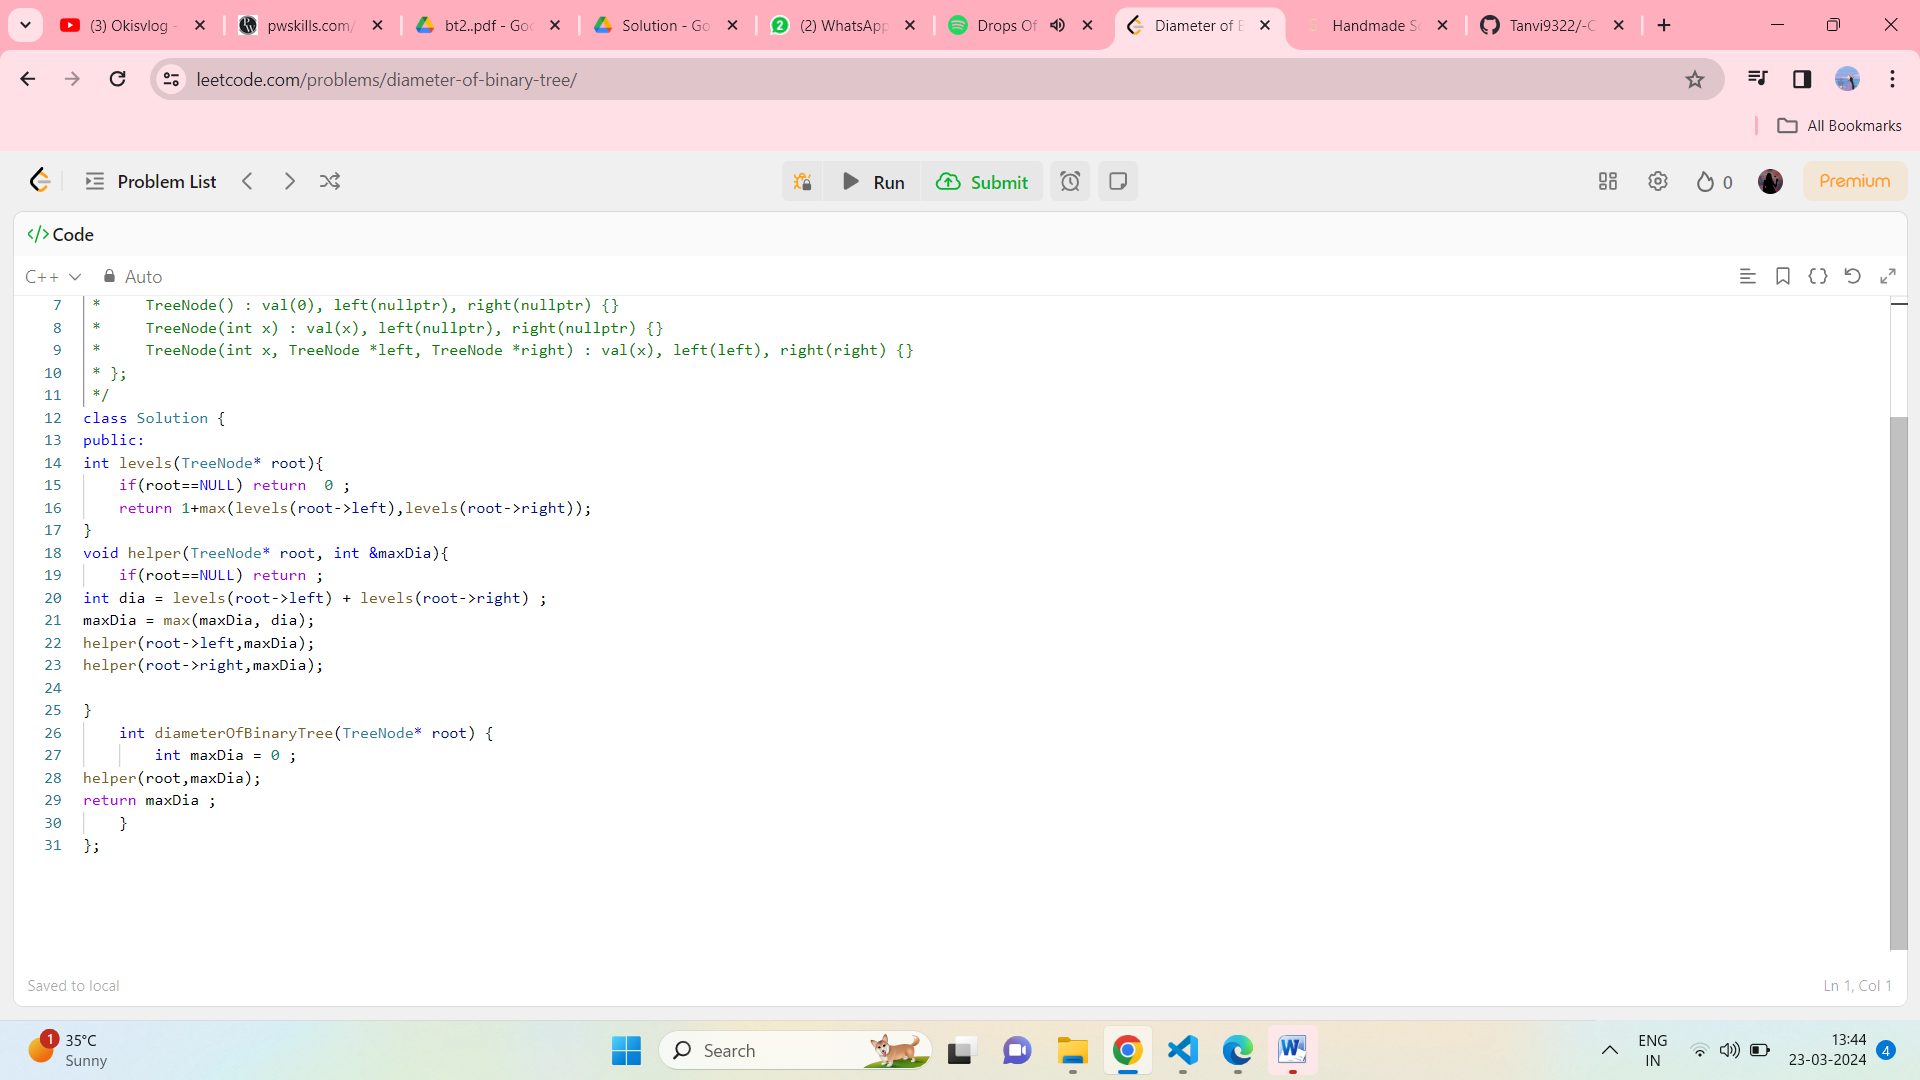 (3) Okisvlog -
pwskills.com/
bt2..pdf - Goo
Solution - Go
2
(2) WhatsApp
Drops Of
Diameter of B
Handmade So
Tanvi9322/-C
leetcode.com/problems/diameter-of-binary-tree/
All Bookmarks
Problem List
Run
Submit
0
Premium
</> Code
C++
Auto
7 * TreeNode() : val(0), left(nullptr), right(nullptr) {}
8 * TreeNode(int x) : val(x), left(nullptr), right(nullptr) {}
9 * TreeNode(int x, TreeNode *left, TreeNode *right) : val(x), left(left), right(right) {}
10 * };
11 */
12 class Solution {
13 public:
14 int levels(TreeNode* root){
15 if(root==NULL) return  0 ;
16 return 1+max(levels(root->left),levels(root->right));
17 }
18 void helper(TreeNode* root, int &maxDia){
19 if(root==NULL) return ;
20 int dia = levels(root->left) + levels(root->right) ;
21 maxDia = max(maxDia, dia);
22 helper(root->left,maxDia);
23 helper(root->right,maxDia);
24
25 }
26 int diameterOfBinaryTree(TreeNode* root) {
27 int maxDia = 0 ;
28 helper(root,maxDia);
29 return maxDia ;
30 }
31 };
Saved to local
Ln 1, Col 1
1
35°C
Sunny
Search
ENG
IN
13:44
23-03-2024
4